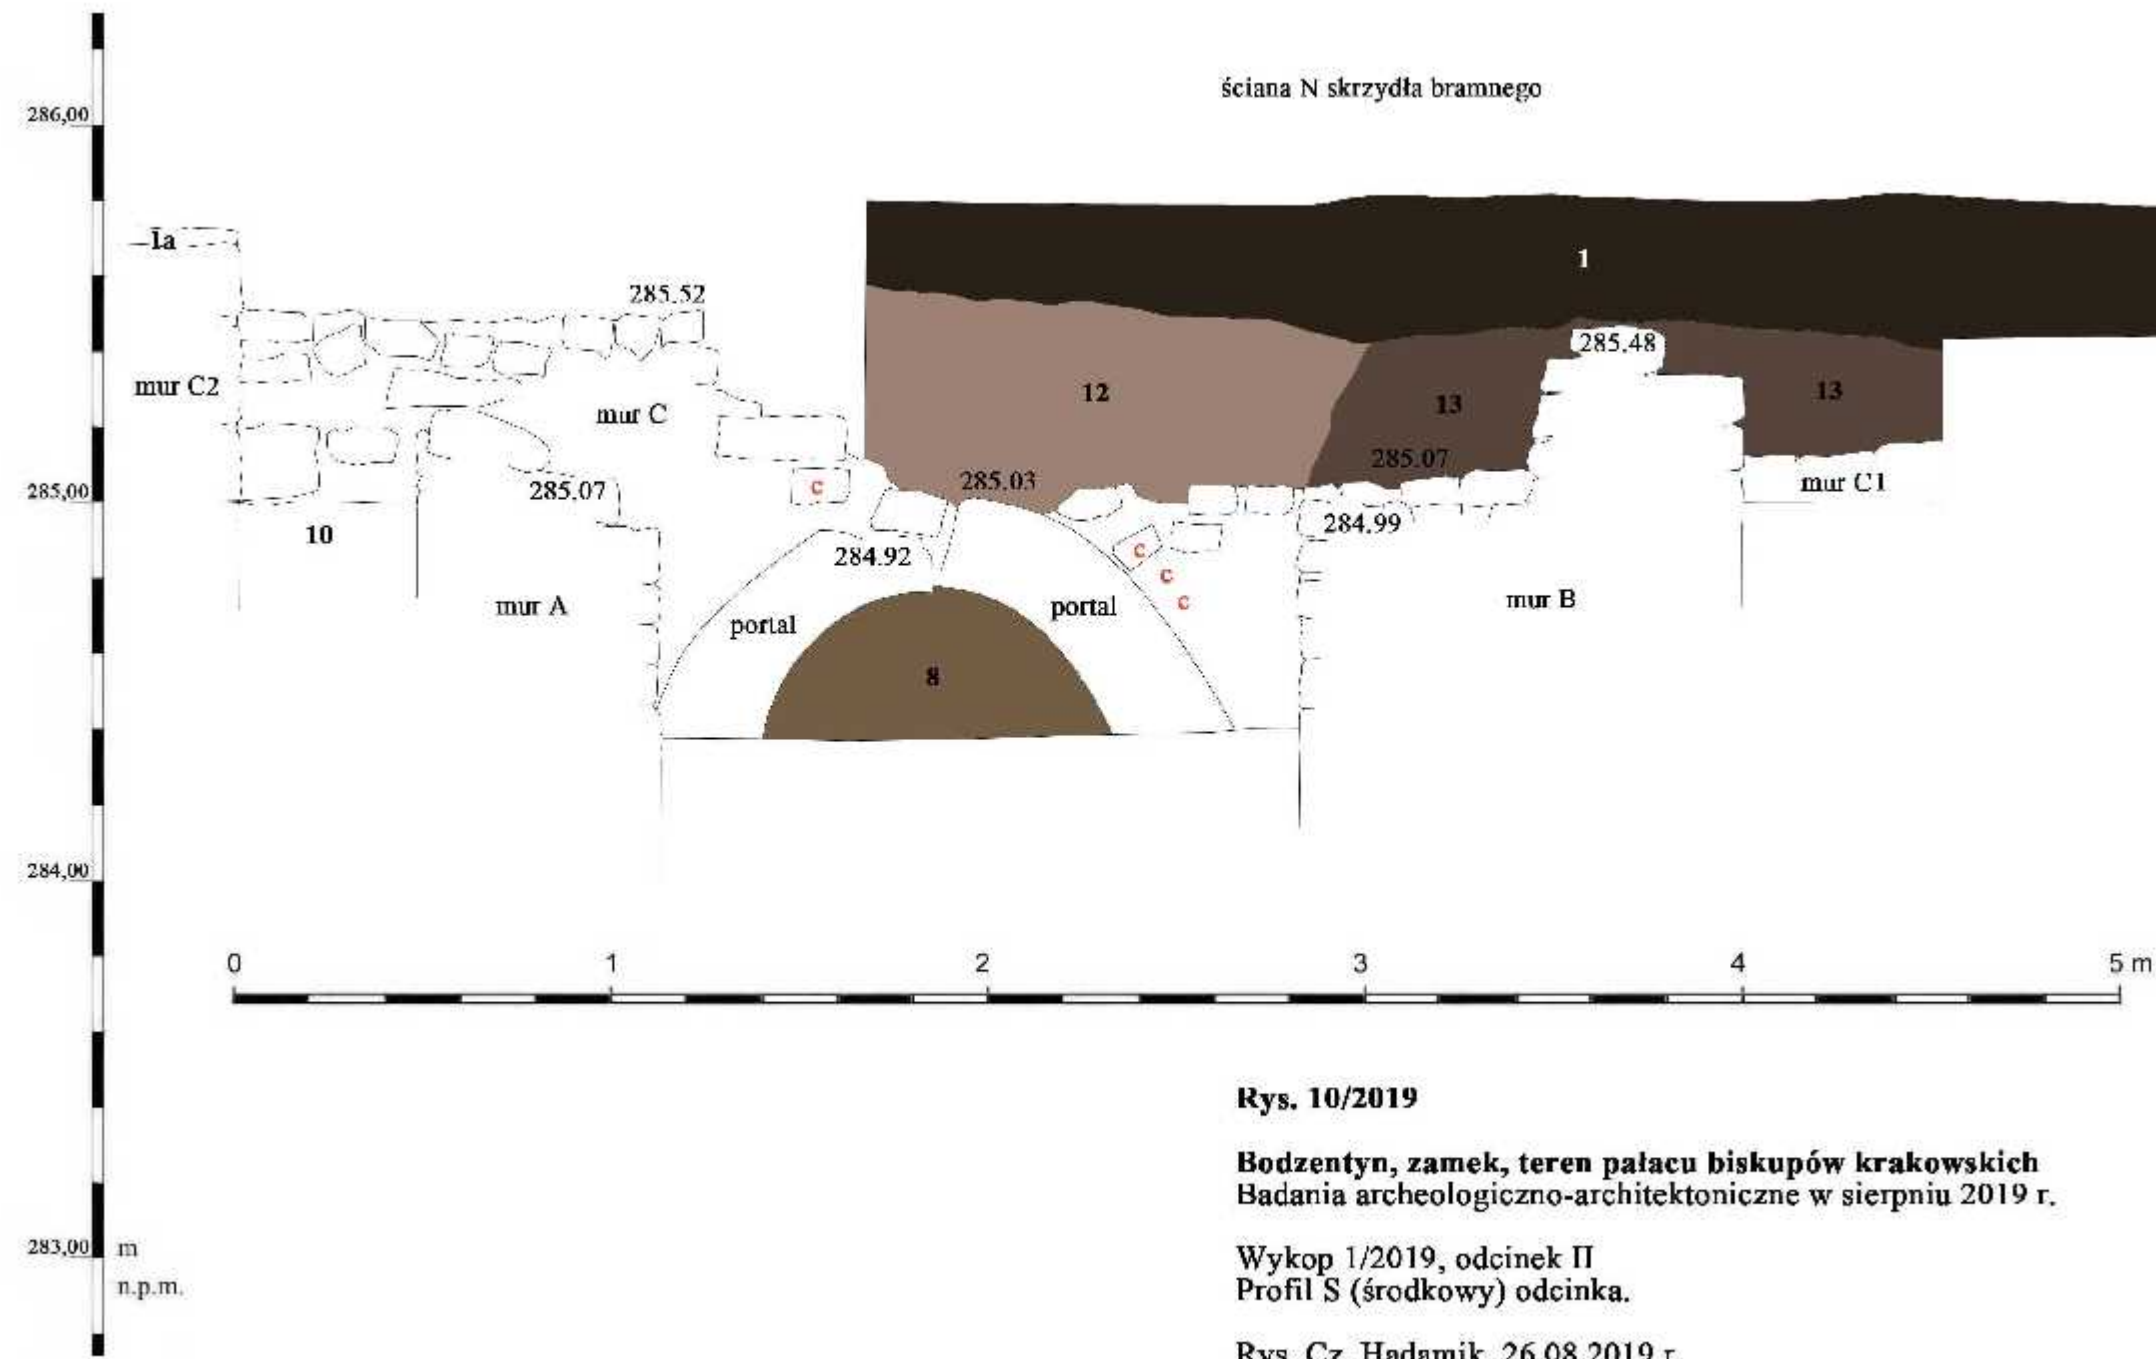 ściana N skrzydła bramnego
286,00
Ia
1
285.52
285.48
mur C2
mur C
12
13
13
285.07
285.03
285.07
mur C1
285,00
c
10
284.92
284.99
c
c
c
mur A
portal
portal
mur B
8
284,00
0 1 2 3 4 5 m
283,00 m
n.p.m.
Rys. 10/2019
Bodzentyn, zamek, teren pałacu biskupów krakowskich
Badania archeologiczno-architektoniczne w sierpniu 2019 r.
Wykop 1/2019, odcinek II
Profil S (środkowy) odcinka.
Rys. Cz. Hadamik, 26.08.2019 r.